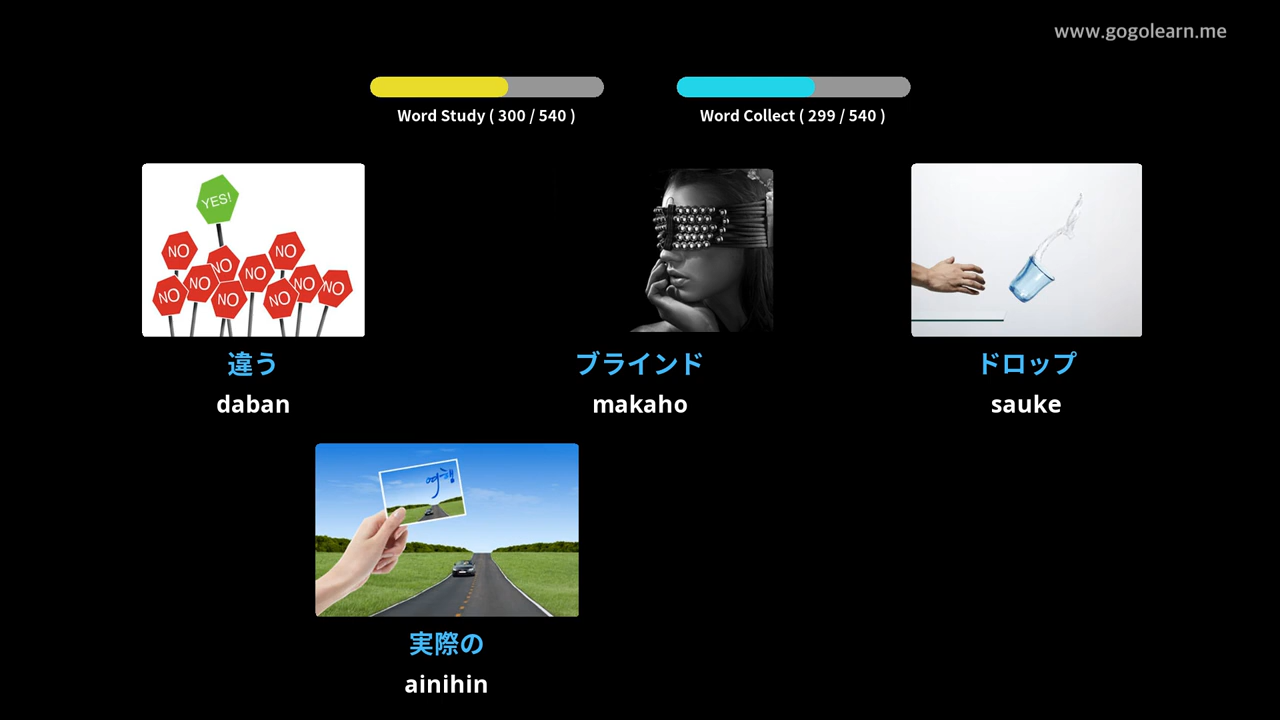 www.gogolearn.me
Word Study ( 300 / 540 )
Word Collect ( 299 / 540 )
YES!
NO
NO
NO
NO
NO
NO
NO
NO
NO
NO
違う
daban
ブラインド
makaho
ドロップ
sauke
여행
実際の
ainihin